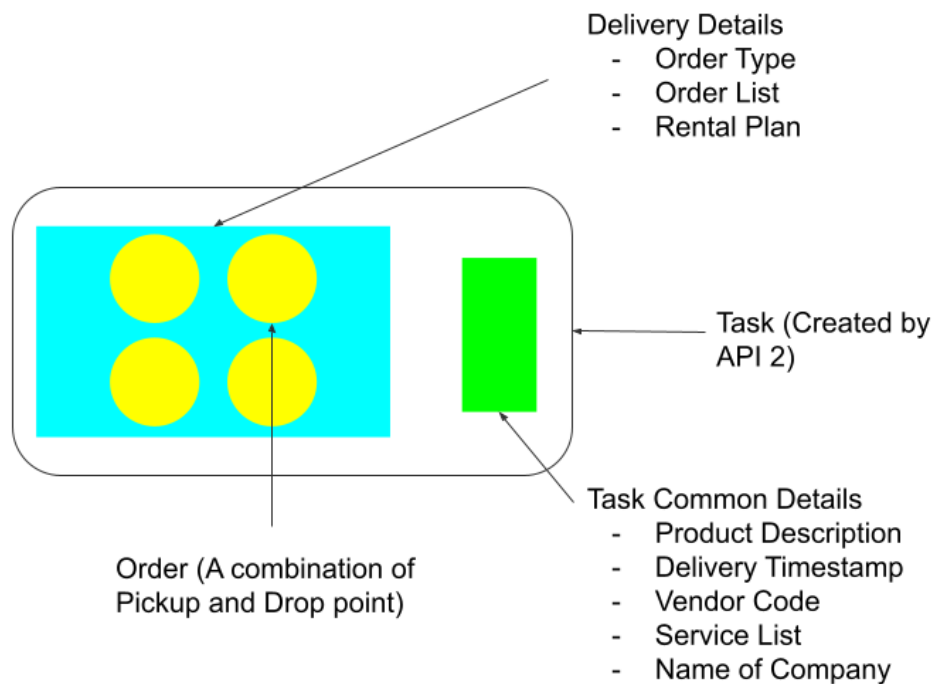 Delivery Details
- Order Type
- Order List
- Rental Plan
Task (Created by
API 2)
Task Common Details
- Product Description
- Delivery Timestamp
- Vendor Code
- Service List
- Name of Company
Order (A combination of
Pickup and Drop point)